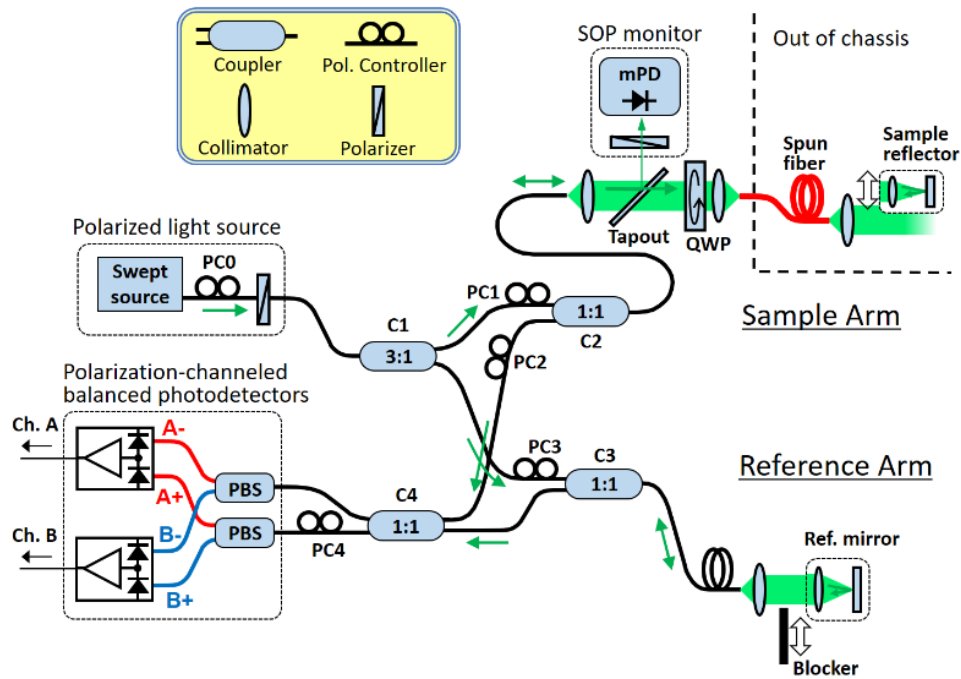 Coupler
Pol. Controller
Collimator
Polarizer
SOP monitor
mPD
Out of chassis
Spun
fiber
Sample
reflector
Tapout
QWP
Polarized light source
Swept
source
PC0
PC1
C1
3:1
1:1
C2
PC2
Sample Arm
Polarization-channeled
balanced photodetectors
Ch. A
A-
A+
PBS
Ch. B
B-
B+
PBS
PC4
C4
1:1
PC3
C3
1:1
Reference Arm
Ref. mirror
Blocker